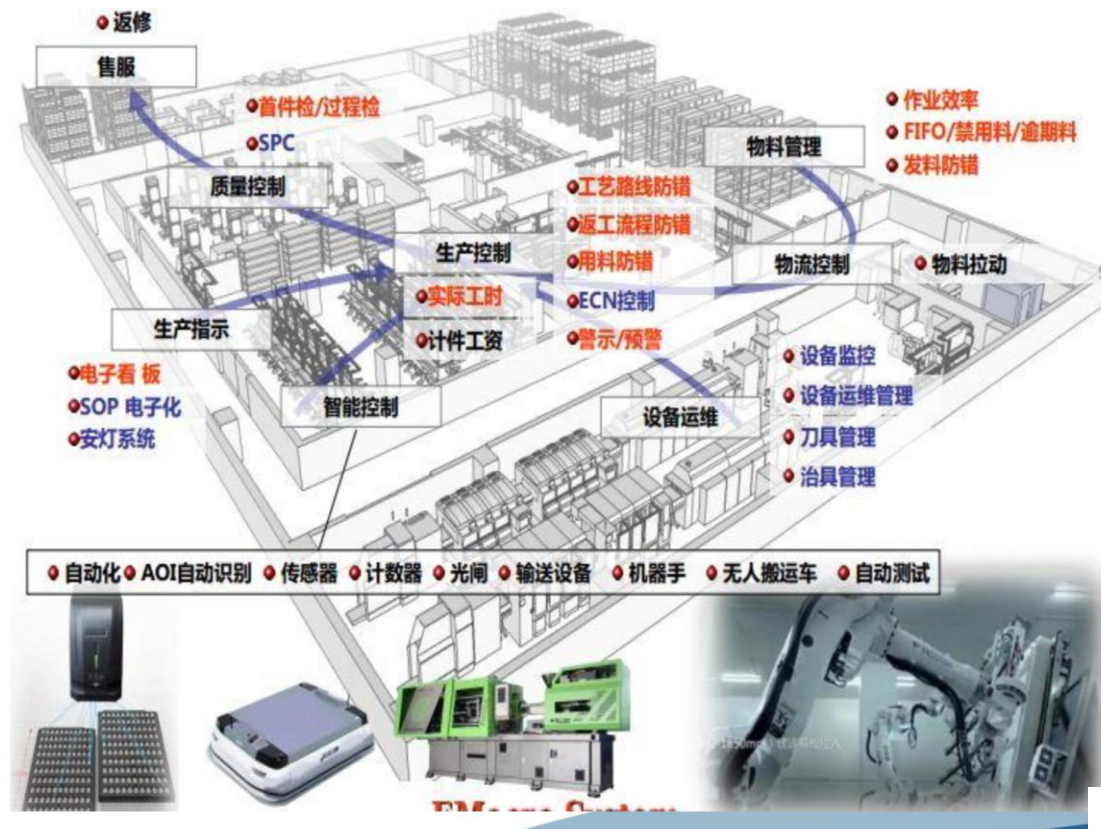 返修
售服
首件检/过程检
SPC
质量控制
物料管理
作业效率
FIFO/禁用料/逾期料
发料防错
工艺路线防错
返工流程防错
用料防错
ECN控制
警示/预警
生产控制
实际工时
计件工资
物流控制
物料拉动
生产指示
电子看 板
SOP 电子化
安灯系统
智能控制
设备运维
设备监控
设备运维管理
刀具管理
治具管理
自动化 AOI自动识别 传感器 计数器 光闸 输送设备 机器手 无人搬运车 自动测试